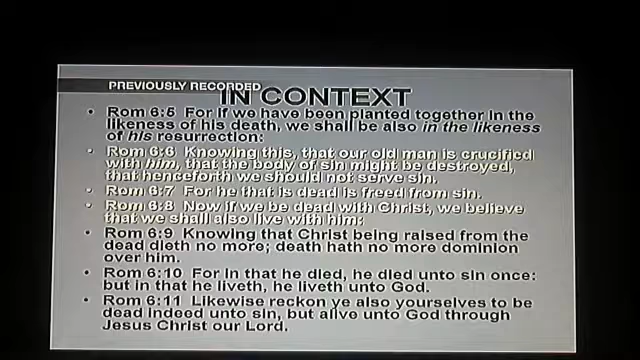 PREVIOUSLY RECORDED
IN CONTEXT
• Rom 6:5 For if we have been planted together in the
likeness of his death, we shall be also in the likeness
of his resurrection:
• Rom 6:6 Knowing this, that our old man is crucified
with him, that the body of sin might be destroyed,
that henceforth we should not serve sin.
• Rom 6:7 For he that is dead is freed from sin.
• Rom 6:8 Now if we be dead with Christ, we believe
that we shall also live with him:
• Rom 6:9 Knowing that Christ being raised from the
dead dieth no more; death hath no more dominion
over him.
• Rom 6:10 For in that he died, he died unto sin once:
but in that he liveth, he liveth unto God.
• Rom 6:11 Likewise reckon ye also yourselves to be
dead indeed unto sin, but alive unto God through
Jesus Christ our Lord.